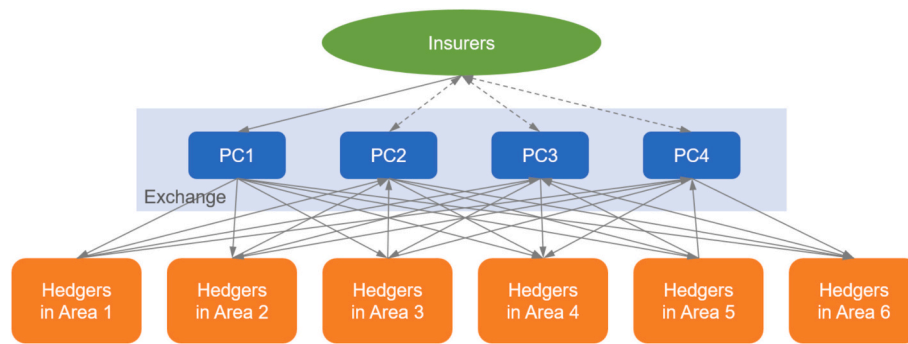 Insurers
PC1
PC2
PC3
PC4
Exchange
Hedgers
in Area 1
Hedgers
in Area 2
Hedgers
in Area 3
Hedgers
in Area 4
Hedgers
in Area 5
Hedgers
in Area 6